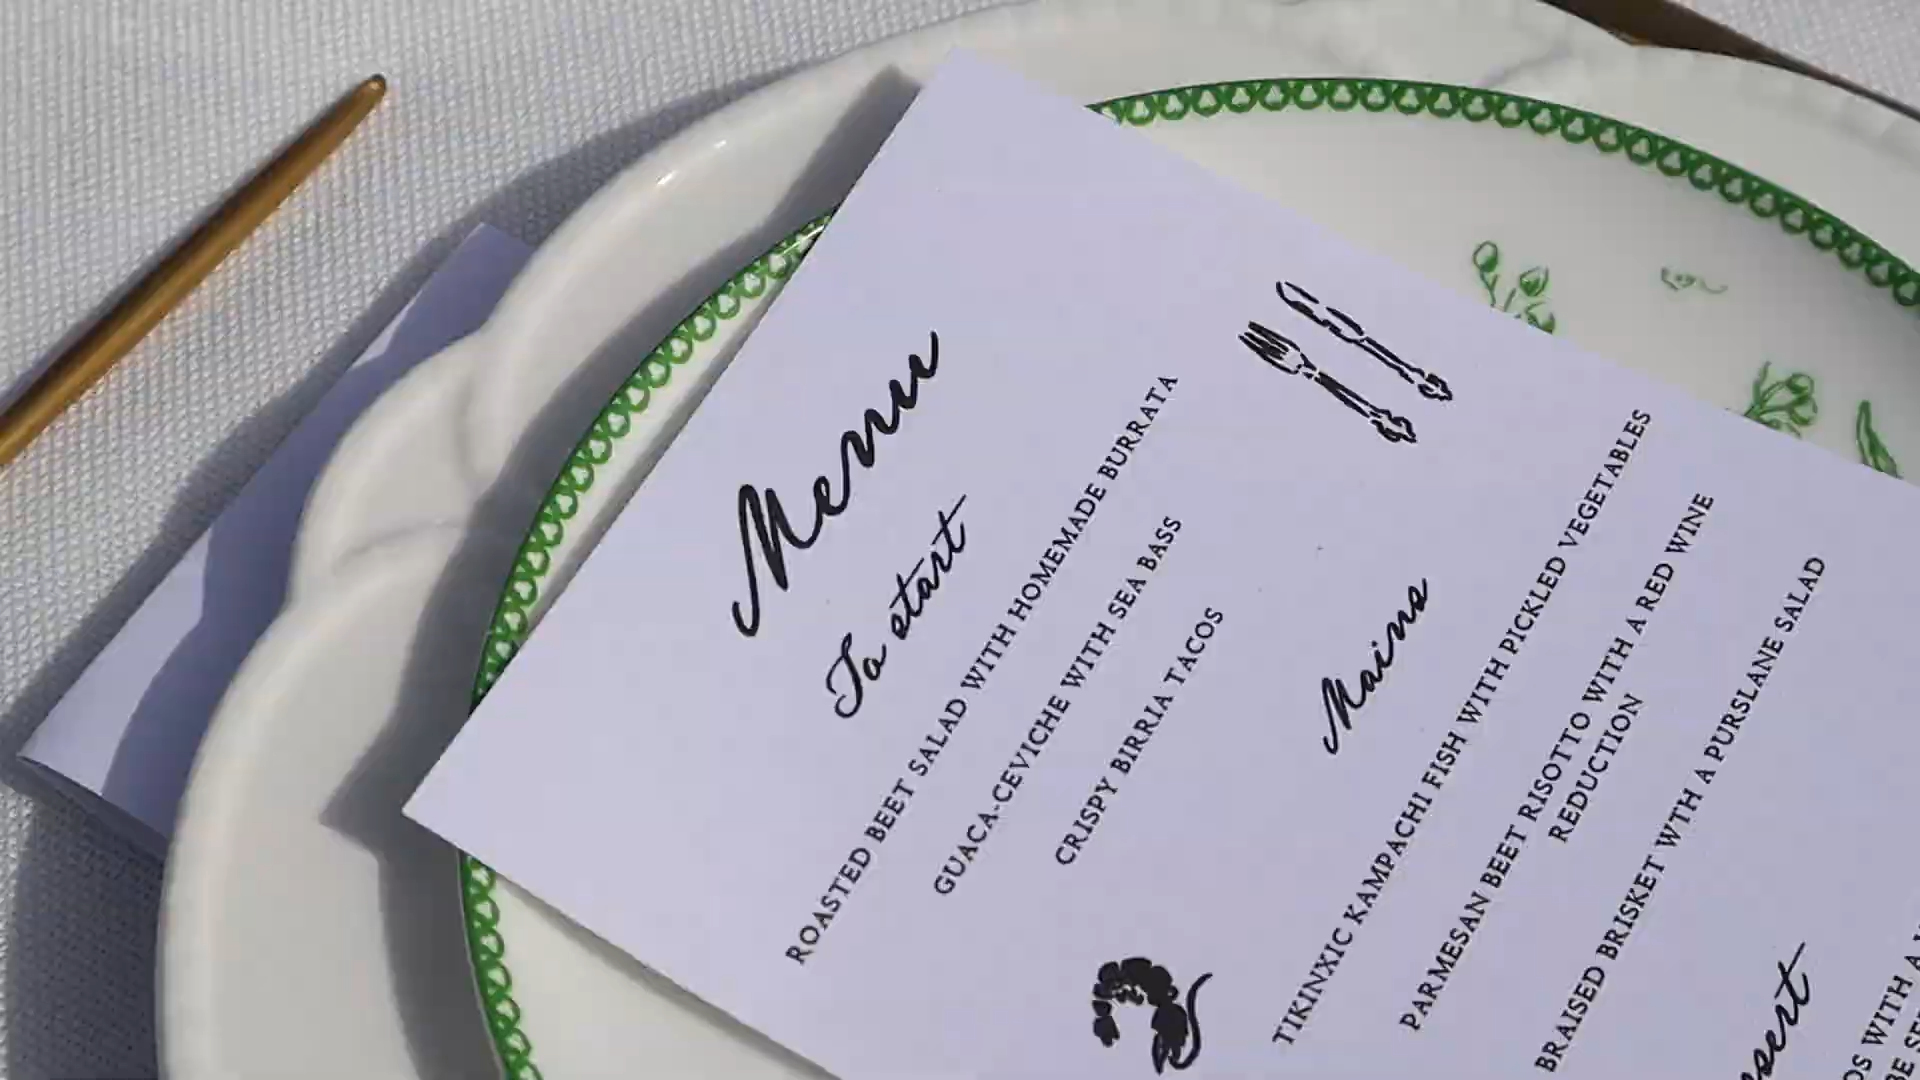 Menu
To start
ROASTED BEET SALAD WITH HOMEMADE BURRATA
GUACA-CEVICHE WITH SEA BASS
CRISPY BIRRIA TACOS
Mains
TIKINXIC KAMPACHI FISH WITH PICKLED VEGETABLES
PARMESAN BEET RISOTTO WITH A RED WINE
REDUCTION
BRAISED BRISKET WTH A PURSLANE SALAD